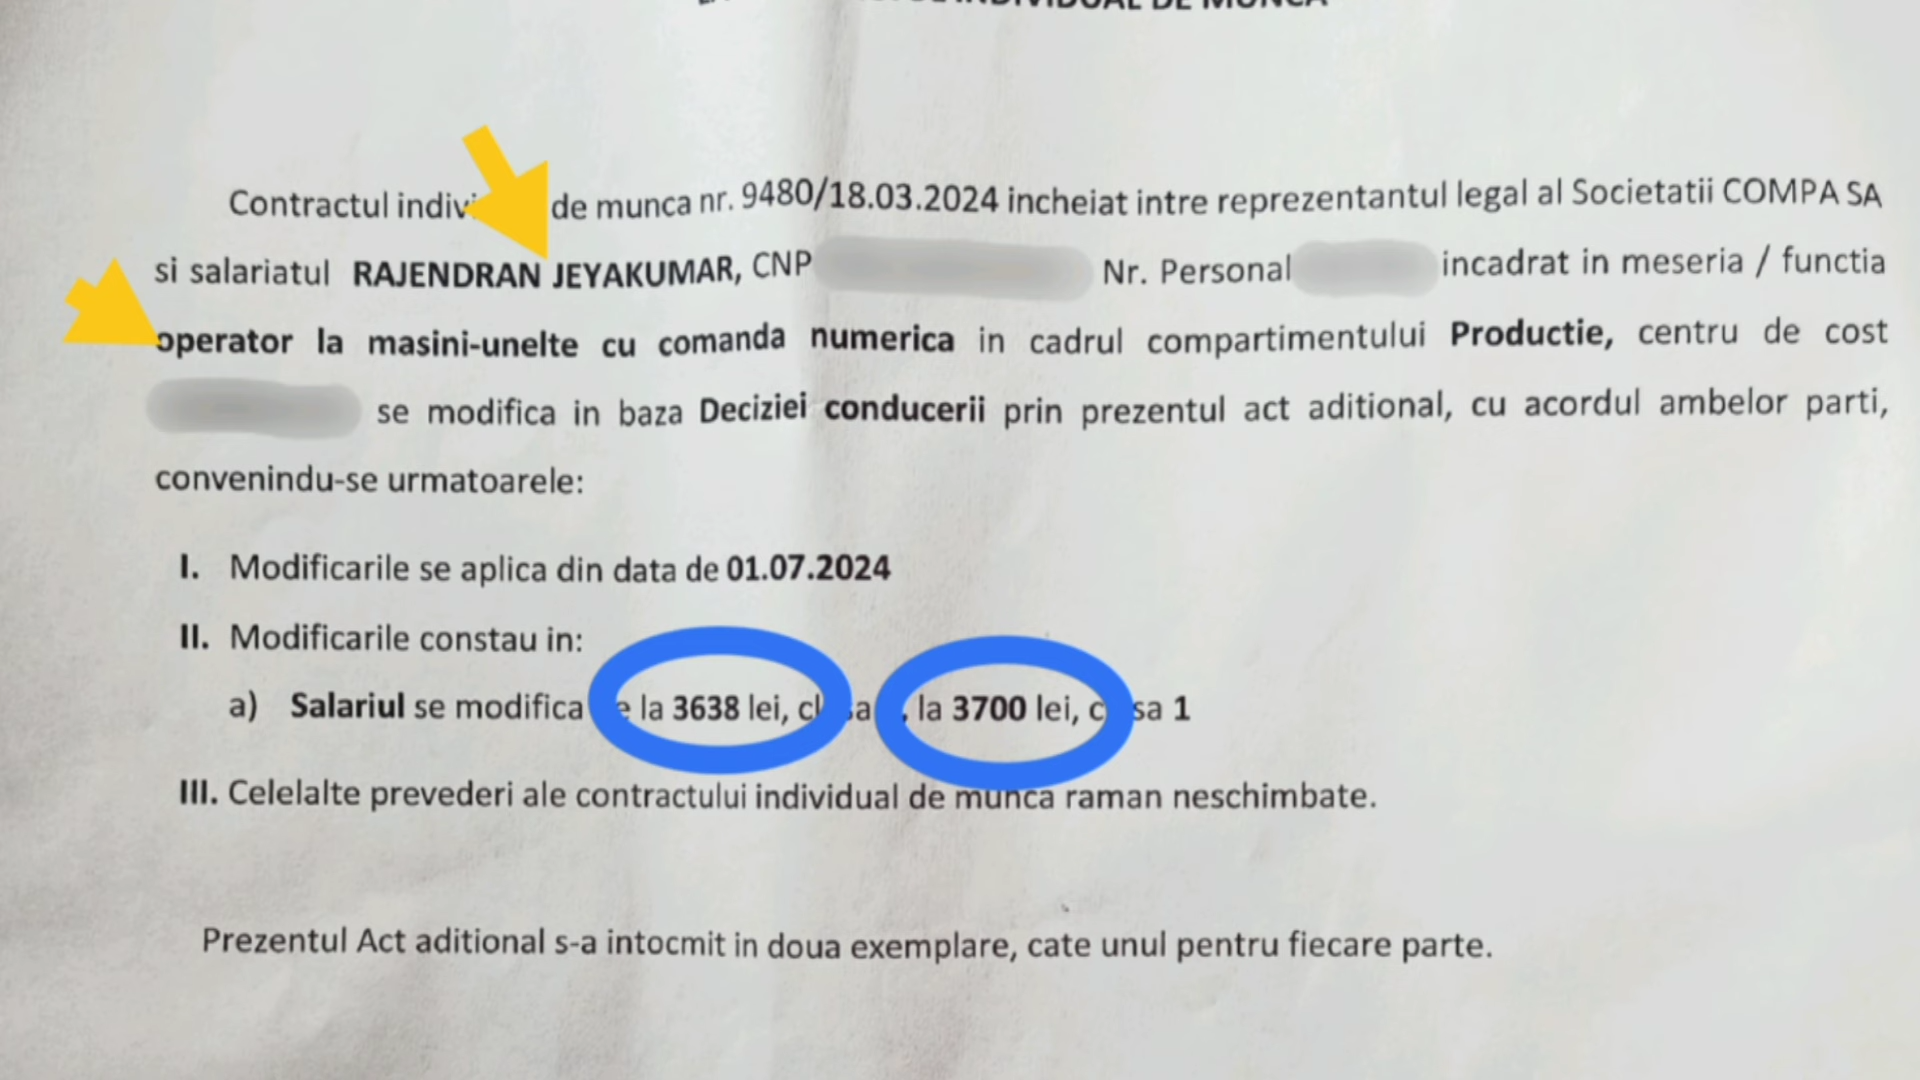 INDIVIDUAL DE MUNCA
Contractul de munca nr. 9480/18.03.2024 incheiat intre reprezentantul legal al Societatii COMPA SA
si salariatul RAJENDRAN JEYAKUMAR, CNP Nr. Personal incadrat in meseria / functia
operator la masini-unelte cu comanda numerica in cadrul compartimentului Productie, centru de cost
se modifica in baza Deciziei conducerii prin prezentul act aditional, cu acordul ambelor parti,
convenindu-se urmatoarele:
I. Modificarile se aplica din data de 01.07.2024
II. Modificarile constau in:
a) Salariul se modifica la 3638 lei, la 3700 lei, 1
III. Celelalte prevederi ale contractului individual de munca raman neschimbate.
Prezentul Act aditional s-a intocmit in doua exemplare, cate unul pentru fiecare parte.